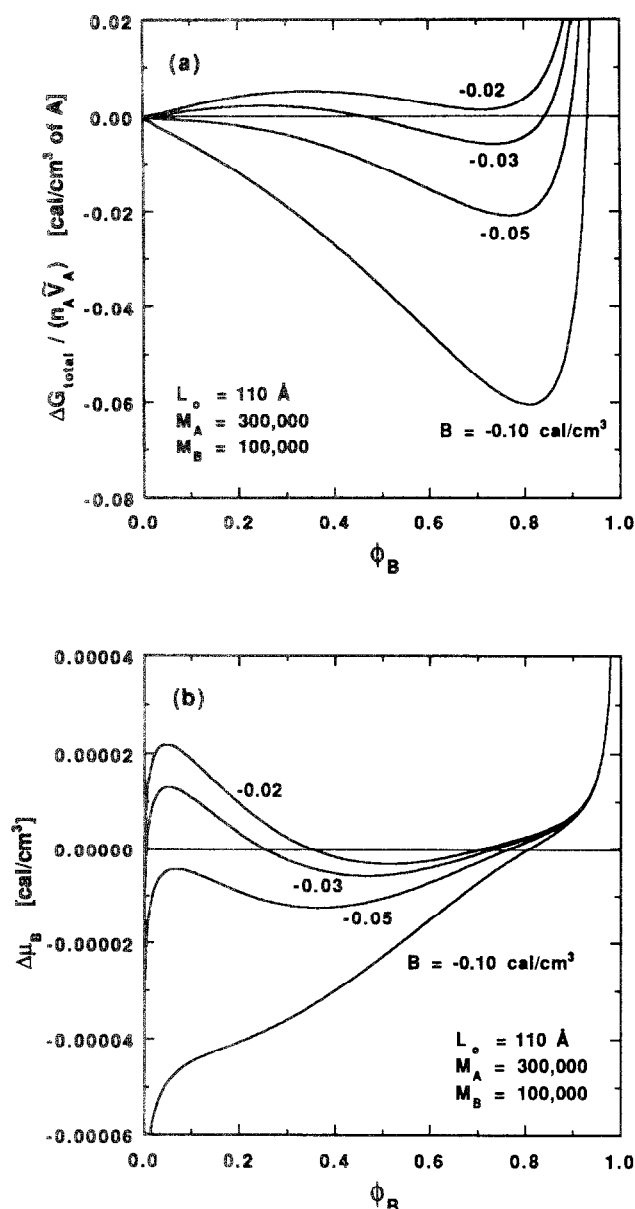 (a)
0.02
0.00
-0.02
-0.04
-0.06
-0.08
ΔG_total / (n_A Ṽ_A) [cal/cm³ of A]
-0.02
-0.03
-0.05
B = -0.10 cal/cm³
L_o = 110 Å
M_A = 300,000
M_B = 100,000
0.0 0.2 0.4 0.6 0.8 1.0
ϕ_B
(b)
0.00004
0.00002
0.00000
-0.00002
-0.00004
-0.00006
Δμ_B [cal/cm³]
-0.02
-0.03
-0.05
B = -0.10 cal/cm³
L_o = 110 Å
M_A = 300,000
M_B = 100,000
0.0 0.2 0.4 0.6 0.8 1.0
ϕ_B